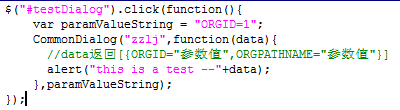 $("#testDialog").click(function(){
var paramValueString = "ORGID=1";
CommonDialog("zzlj",function(data){
//data返回[{ORGID="参数值",ORGPATHNAME="参数值"}]
alert("this is a test --"+data);
},paramValueString);
});